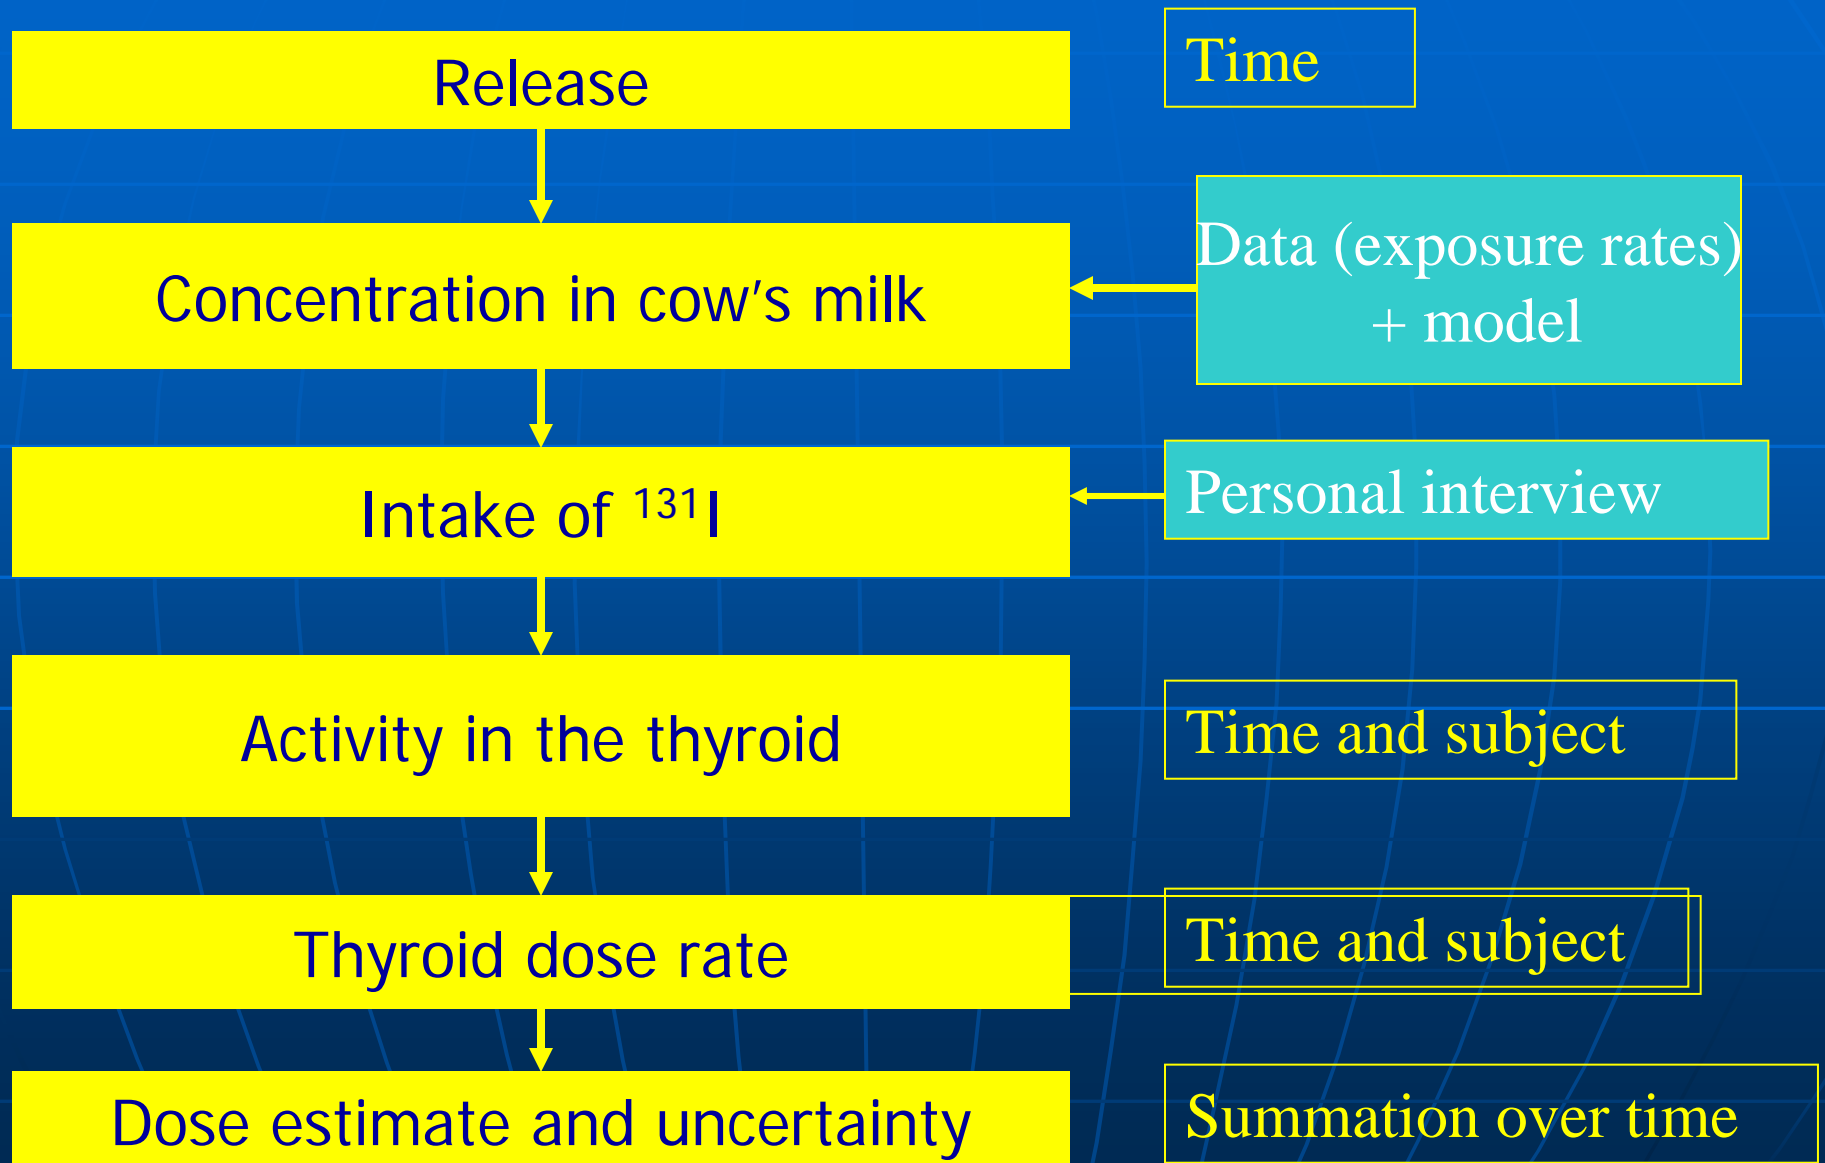 Release
Time
Concentration in cow's milk
Data (exposure rates)
+ model
Intake of ¹³¹I
Personal interview
Activity in the thyroid
Time and subject
Thyroid dose rate
Time and subject
Dose estimate and uncertainty
Summation over time